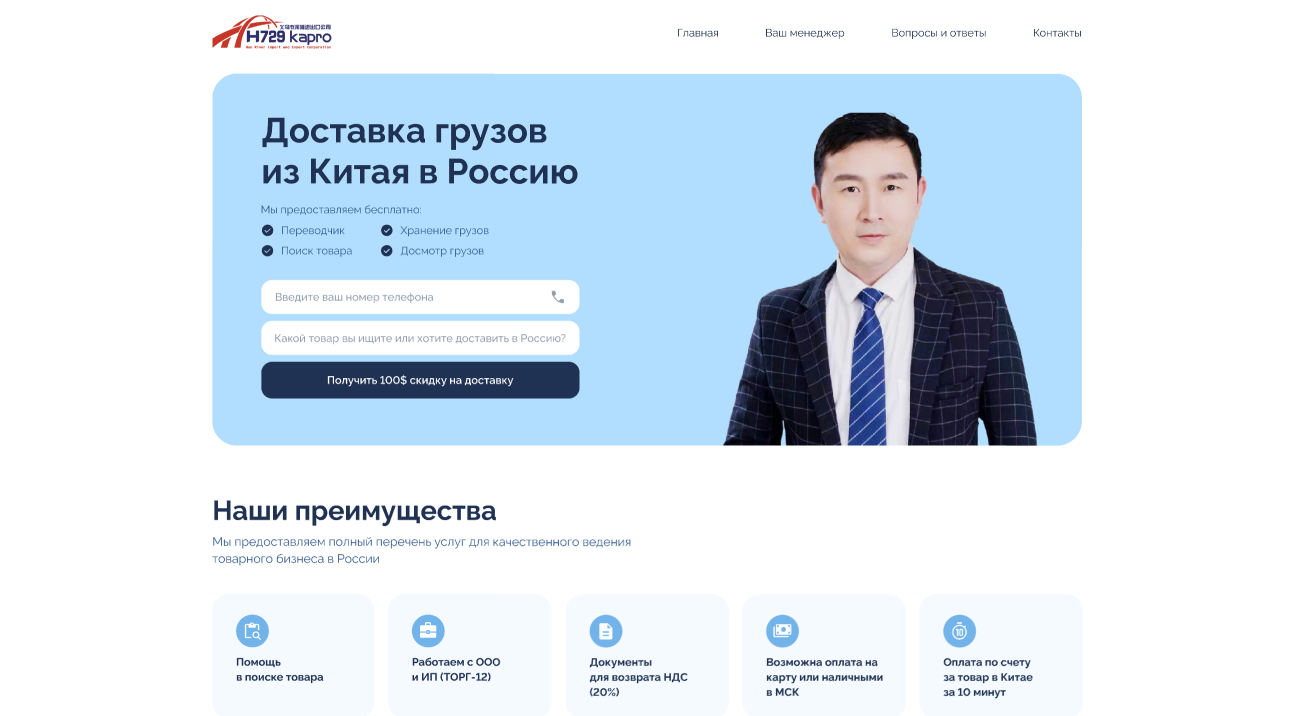 H729 карго
Главная
Ваш менеджер
Вопросы и ответы
Контакты
Доставка грузов
из Китая в Россию
Мы предоставляем бесплатно:
Переводчик
Хранение грузов
Поиск товара
Досмотр грузов
Введите ваш номер телефона
Какой товар вы ищите или хотите доставить в Россию?
Получить 100$ скидку на доставку
Наши преимущества
Мы предоставляем полный перечень услуг для качественного ведения
товарного бизнеса в России
Помощь
в поиске товара
Работаем с ООО
и ИП (ТОРГ-12)
Документы
для возврата НДС
(20%)
Возможна оплата на
карту или наличными
в МСК
10
Оплата по счету
за товар в Китае
за 10 минут